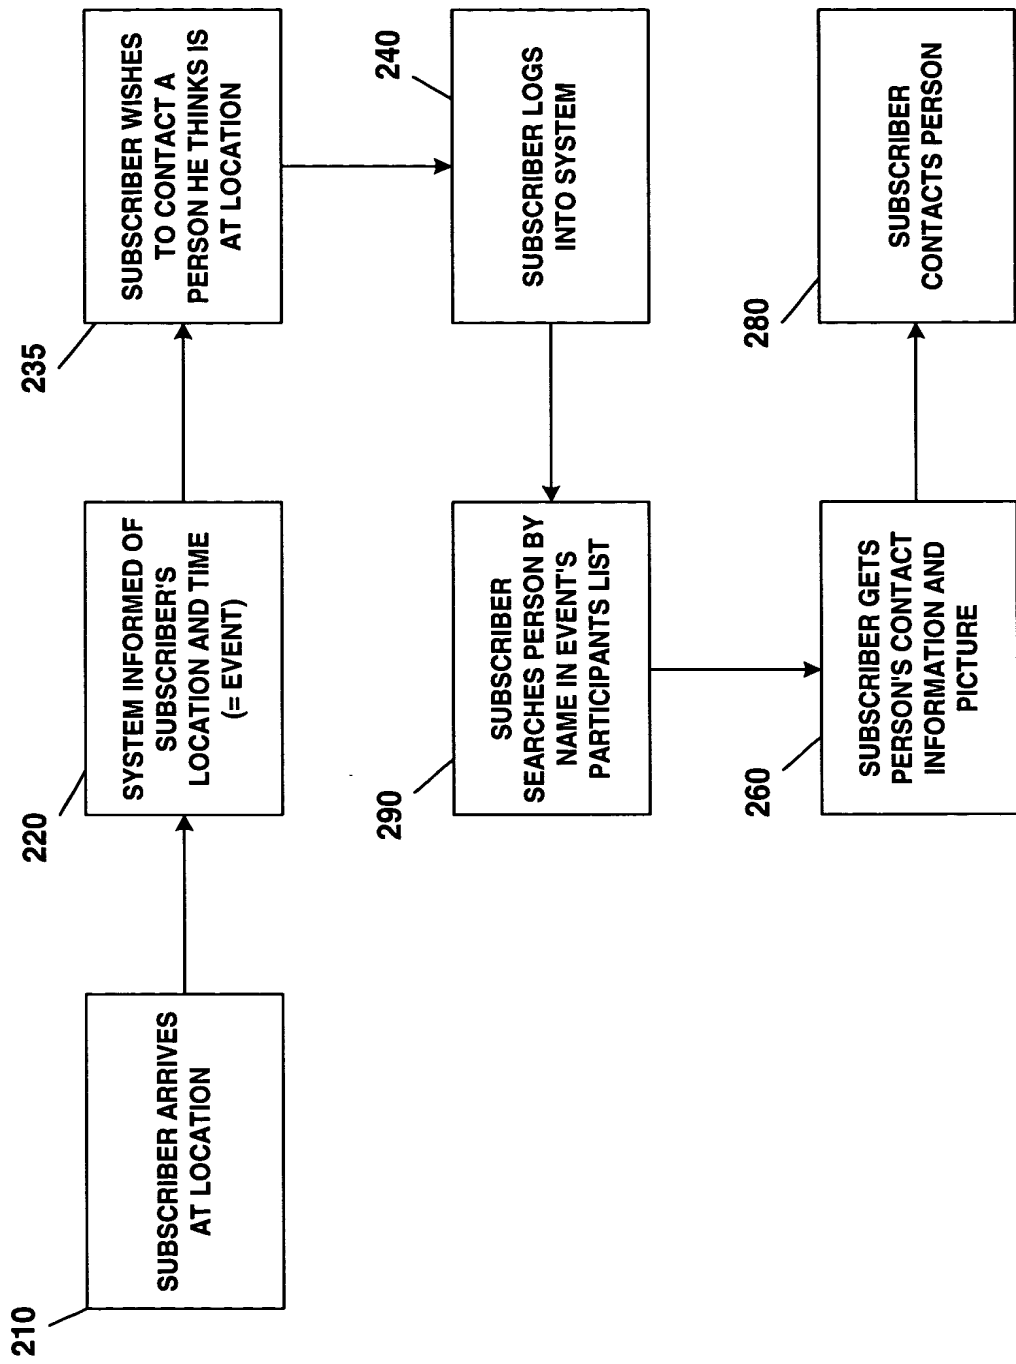 210
SUBSCRIBER ARRIVES
AT LOCATION
220
SYSTEM INFORMED OF
SUBSCRIBER'S
LOCATION AND TIME
(= EVENT)
235
SUBSCRIBER WISHES
TO CONTACT A
PERSON HE THINKS IS
AT LOCATION
240
SUBSCRIBER LOGS
INTO SYSTEM
290
SUBSCRIBER
SEARCHES PERSON BY
NAME IN EVENT'S
PARTICIPANTS LIST
260
SUBSCRIBER GETS
PERSON'S CONTACT
INFORMATION AND
PICTURE
280
SUBSCRIBER
CONTACTS PERSON